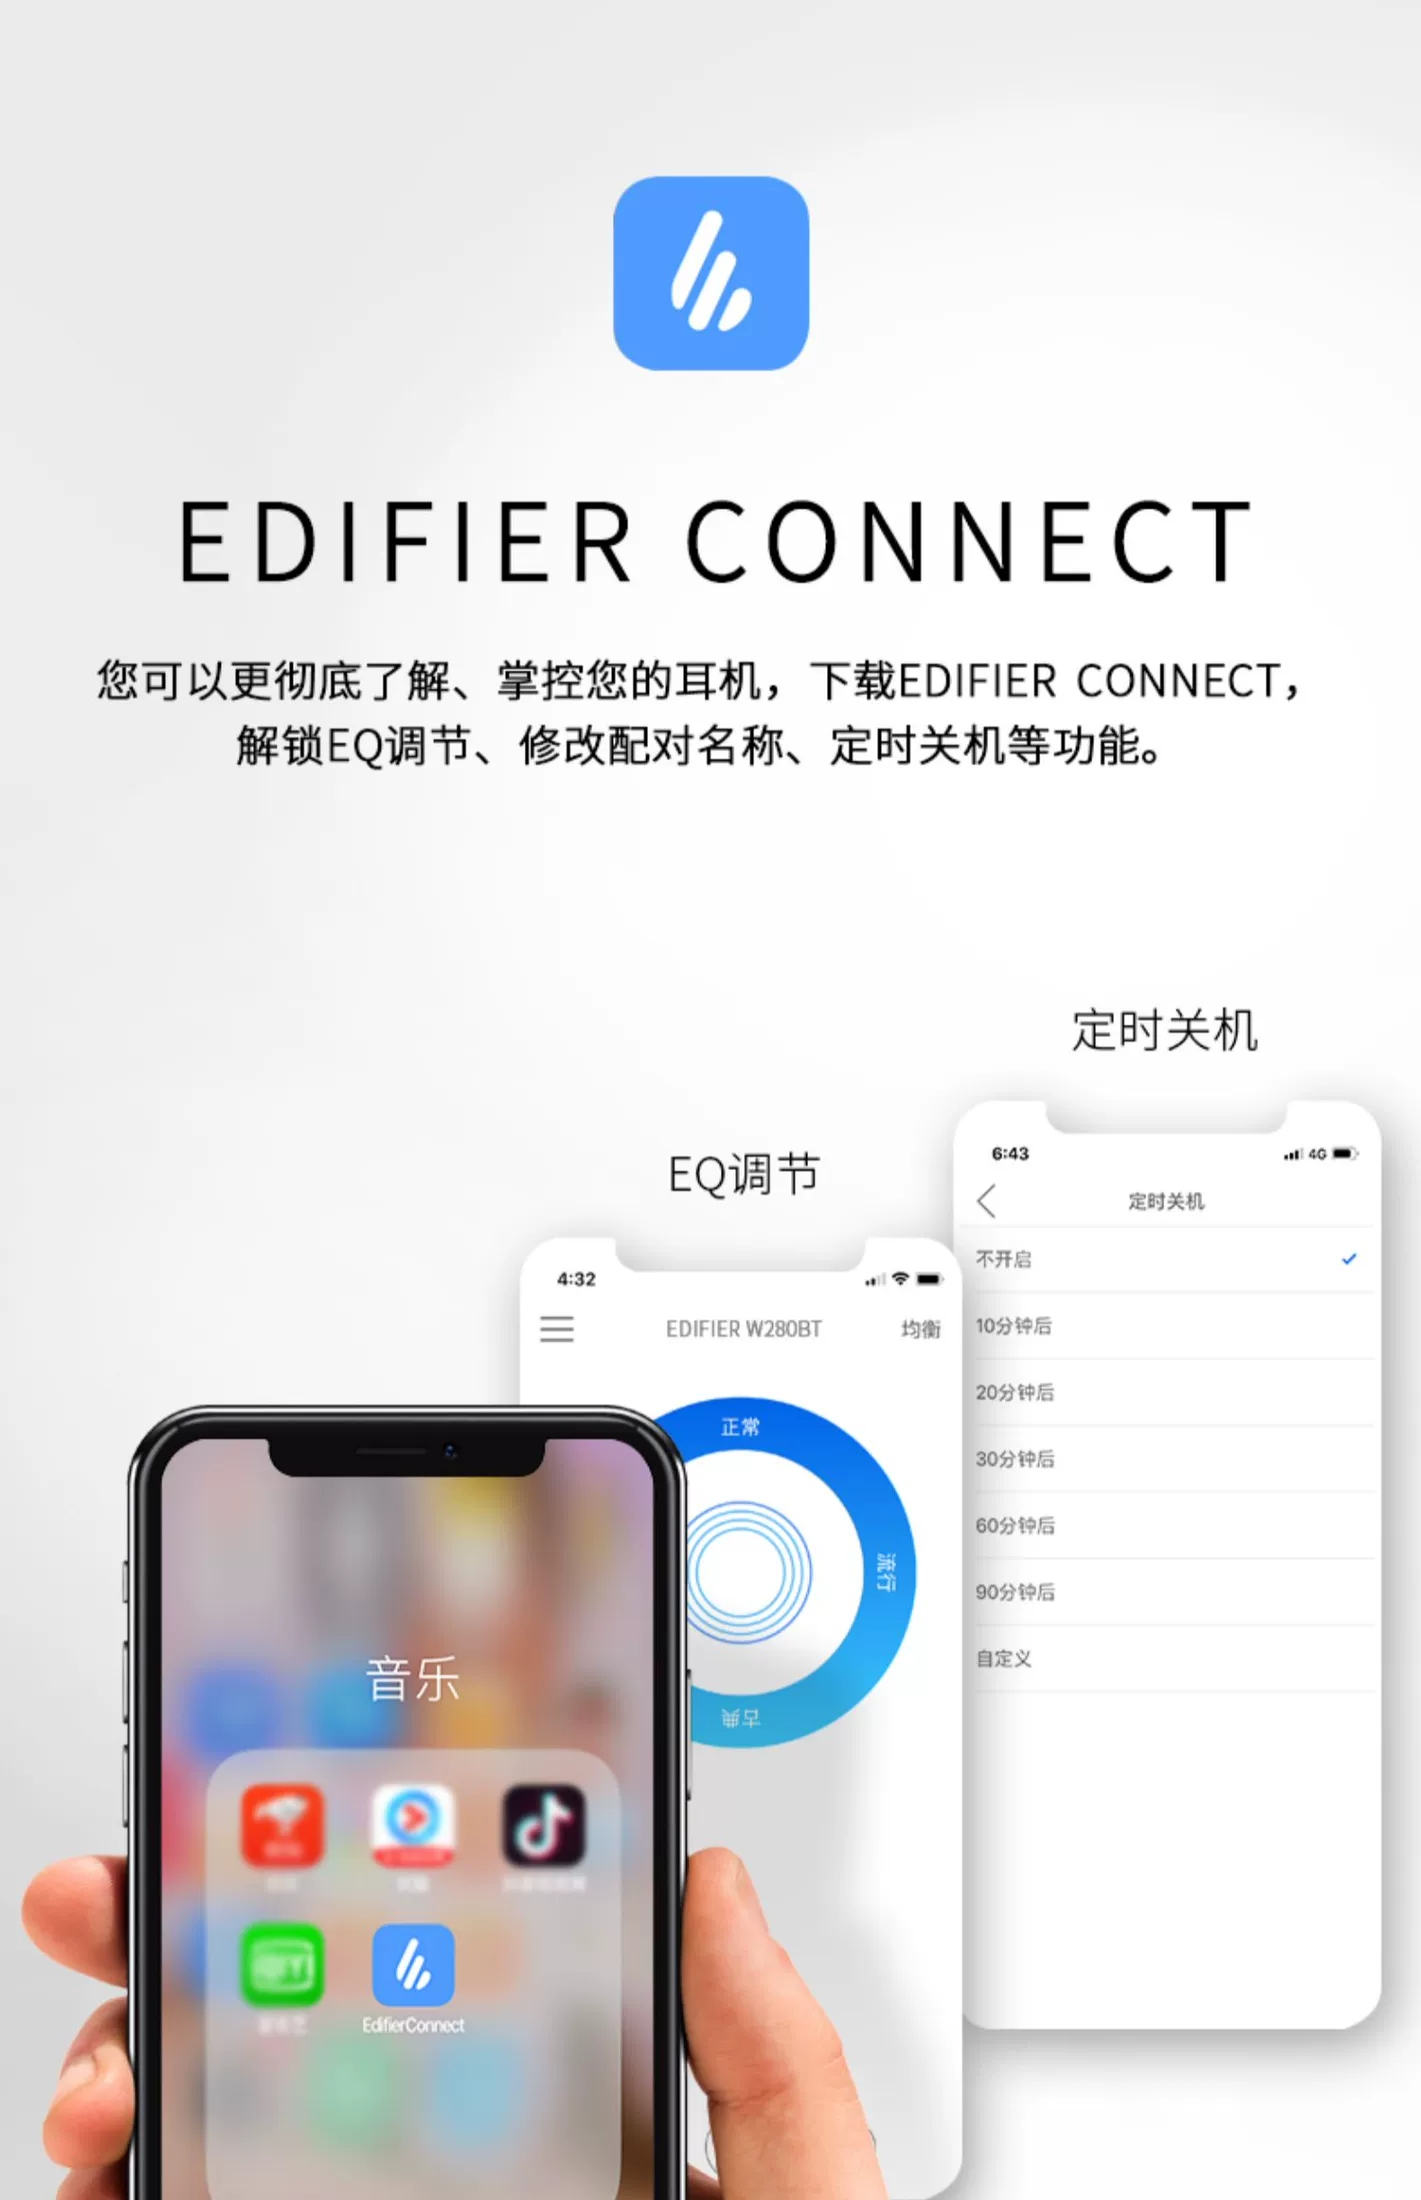 EDIFIER CONNECT
您可以更彻底了解、掌控您的耳机，下载EDIFIER CONNECT，
解锁EQ调节、修改配对名称、定时关机等功能。
定时关机
6:43
4G
定时关机
不开启
10分钟后
20分钟后
30分钟后
60分钟后
90分钟后
自定义
EQ调节
4:32
EDIFIER W280BT
均衡
正常
流行
古典
音乐
EdifierConnect